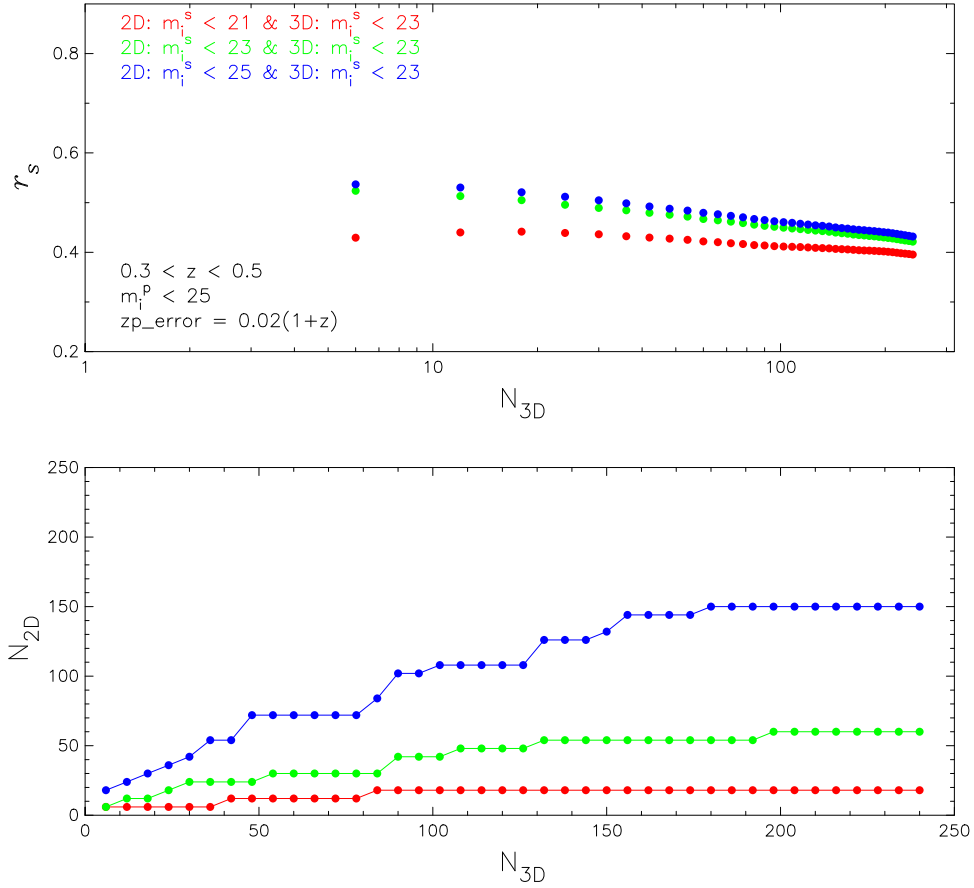 2D: m_i^s < 21 & 3D: m_i^s < 23
2D: m_i^s < 23 & 3D: m_i^s < 23
2D: m_i^s < 25 & 3D: m_i^s < 23
0.8
0.6
0.4
0.2
r_s
0.3 < z < 0.5
m_i^p < 25
zp_error = 0.02(1+z)
1
10
100
N_3D
250
200
150
100
50
0
N_2D
0
50
100
150
200
250
N_3D